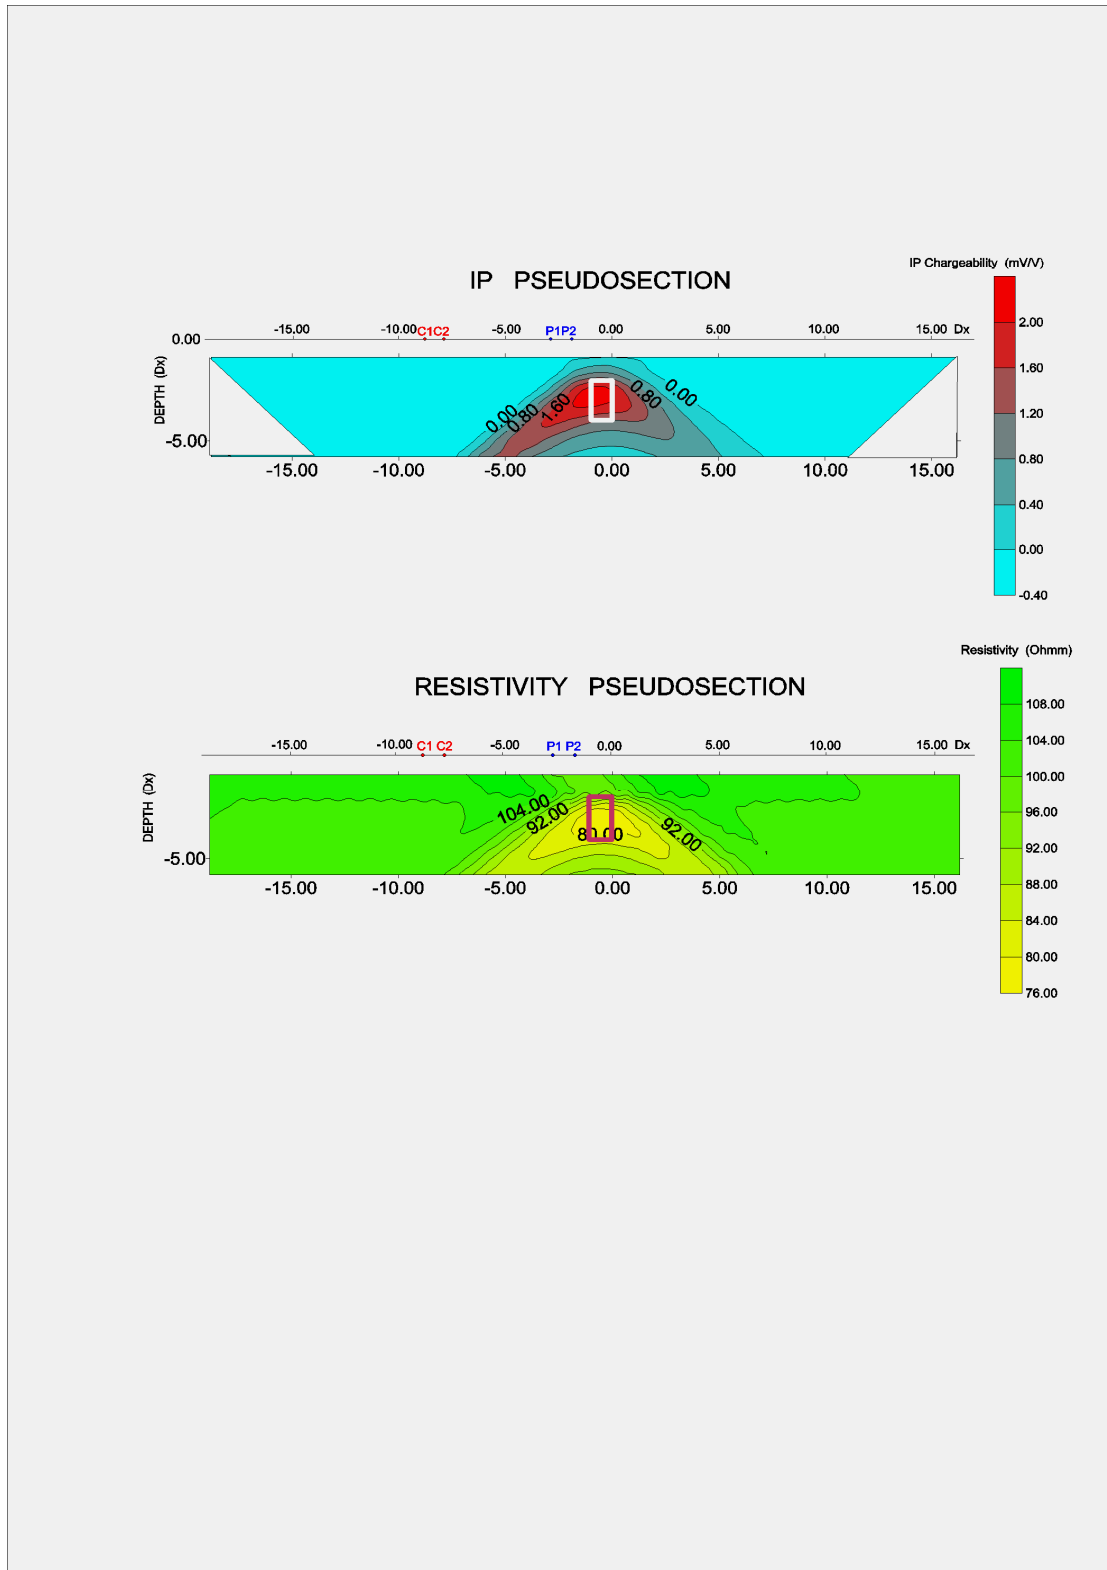 IP Chargeability (mV/V)
IP PSEUDOSECTION
2.00
1.60
1.20
0.80
0.40
0.00
-0.40
-15.00 -10.00 C1C2 -5.00 P1P2 0.00 5.00 10.00 15.00 Dx
0.00
DEPTH (Dx)
-5.00
0.00 0.80 1.60 0.80 0.00
-15.00 -10.00 -5.00 0.00 5.00 10.00 15.00
Resistivity (Ohmm)
RESISTIVITY PSEUDOSECTION
108.00
104.00
100.00
96.00
92.00
88.00
84.00
80.00
76.00
-15.00 -10.00 C1 C2 -5.00 P1 P2 0.00 5.00 10.00 15.00 Dx
DEPTH (Dx)
-5.00
104.00 92.00 80.00 92.00
-15.00 -10.00 -5.00 0.00 5.00 10.00 15.00